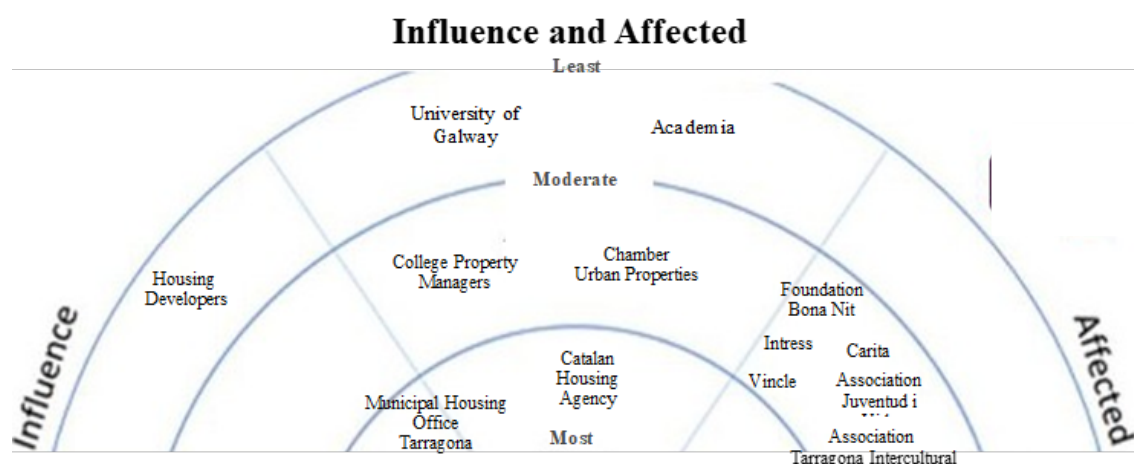 Influence and Affected
Least
University of
Galway
Academia
Moderate
College Property
Managers
Chamber
Urban Properties
Housing
Developers
Foundation
Bona Nit
Intress
Carita
Vincle
Association
Juventud i
Catalan
Housing
Agency
Municipal Housing
Office
Tarragona
Most
Association
Tarragona Intercultural
Influence
Affected